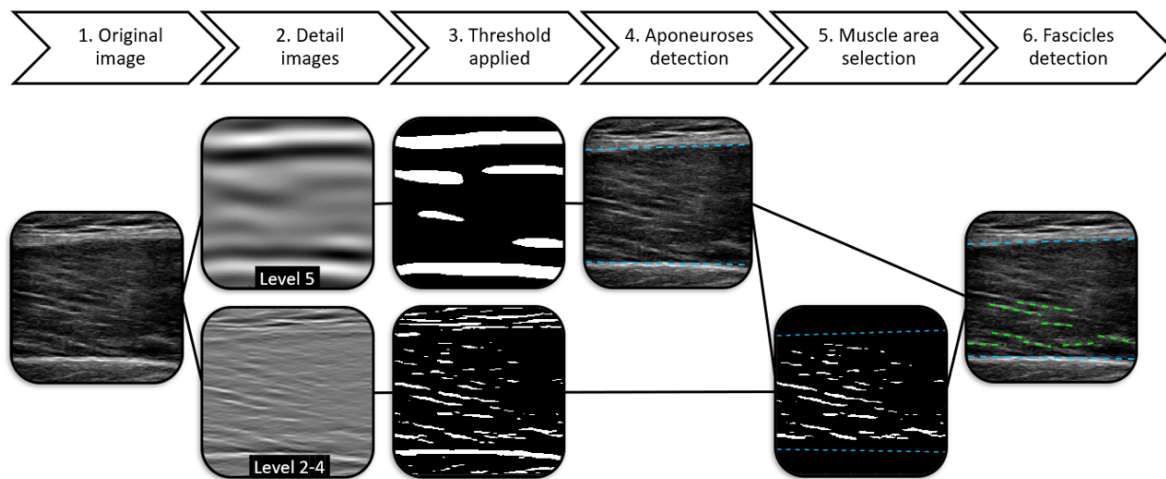 1. Original
image
2. Detail
images
3. Threshold
applied
4. Aponeuroses
detection
5. Muscle area
selection
6. Fascicles
detection
Level 5
Level 2-4